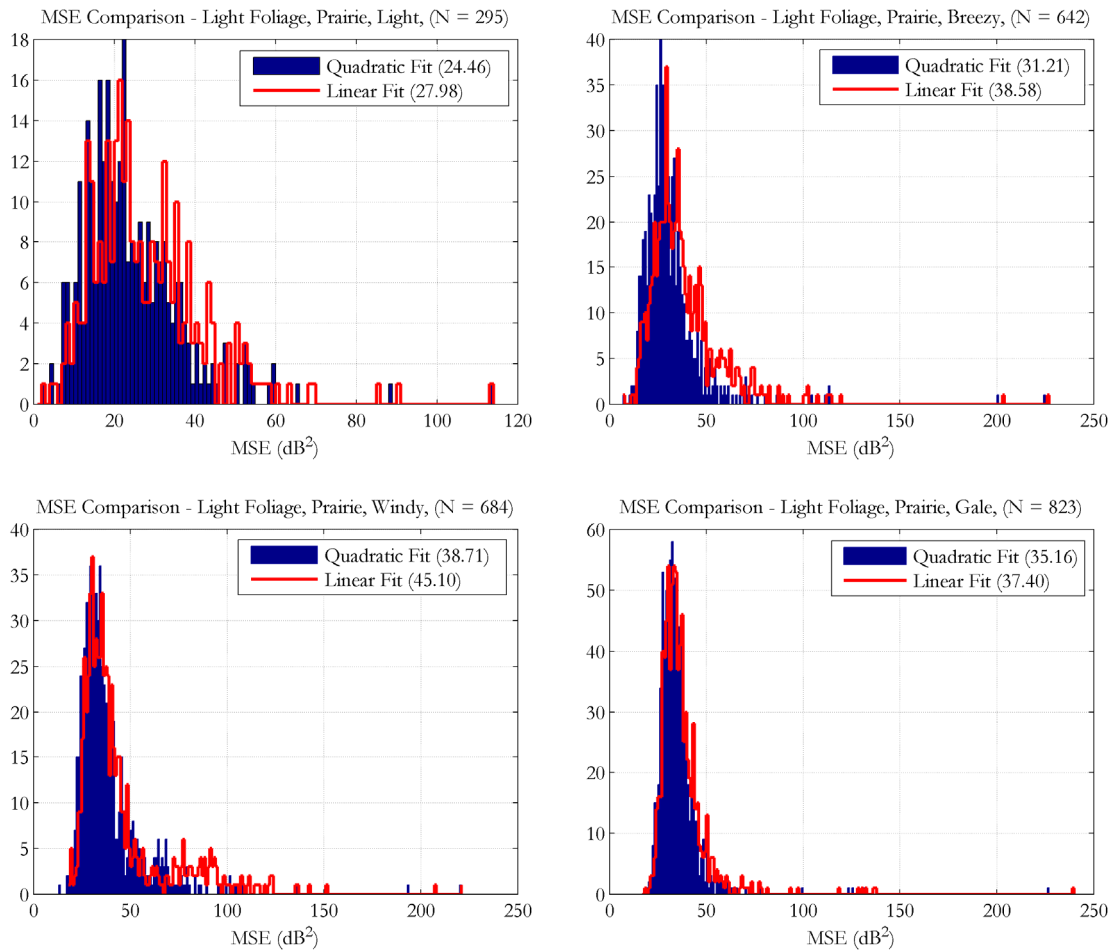 MSE Comparison - Light Foliage, Prairie, Light, (N = 295)
18
16
14
12
10
8
6
4
2
0
Quadratic Fit (24.46)
Linear Fit (27.98)
0 20 40 60 80 100 120
MSE (dB²)
MSE Comparison - Light Foliage, Prairie, Breezy, (N = 642)
40
35
30
25
20
15
10
5
0
Quadratic Fit (31.21)
Linear Fit (38.58)
0 50 100 150 200 250
MSE (dB²)
MSE Comparison - Light Foliage, Prairie, Windy, (N = 684)
40
35
30
25
20
15
10
5
0
Quadratic Fit (38.71)
Linear Fit (45.10)
0 50 100 150 200 250
MSE (dB²)
MSE Comparison - Light Foliage, Prairie, Gale, (N = 823)
60
50
40
30
20
10
0
Quadratic Fit (35.16)
Linear Fit (37.40)
0 50 100 150 200 250
MSE (dB²)